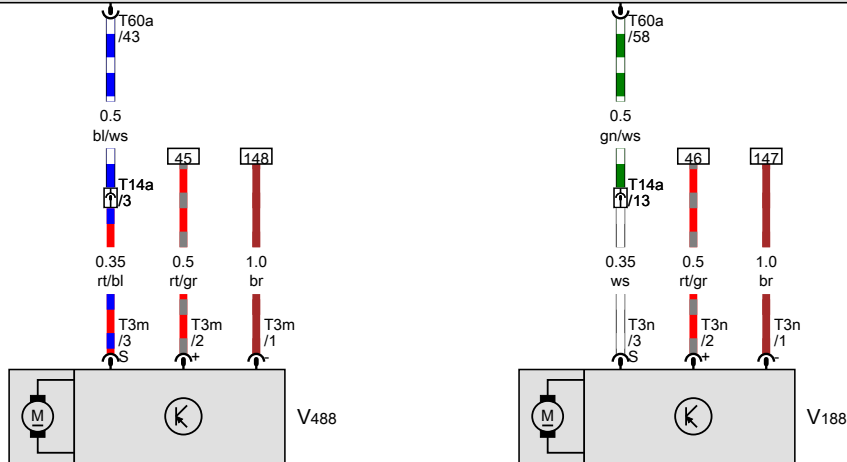 T60a
/43
T60a
/58
0.5
bl/ws
0.5
gn/ws
45
148
46
147
T14a
/3
T14a
/13
0.35
rt/bl
0.5
rt/gr
1.0
br
0.35
ws
0.5
rt/gr
1.0
br
T3m
/3
S
T3m
/2
+
T3m
/1
-
T3n
/3
S
T3n
/2
+
T3n
/1
-
M
V488
M
V188